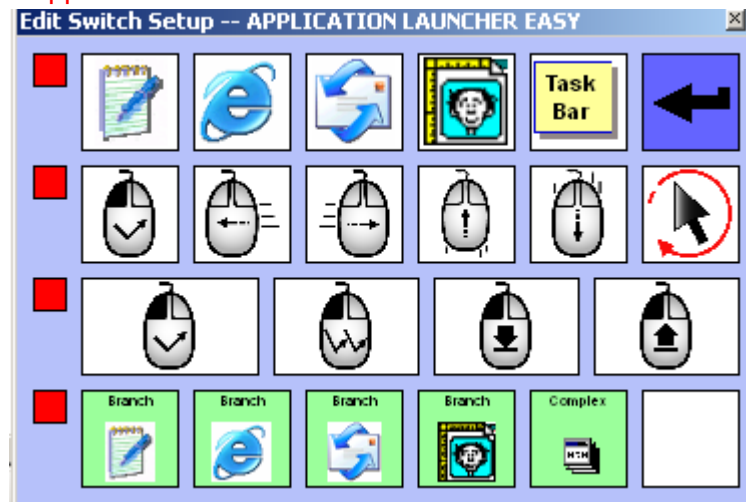 Edit Switch Setup -- APPLICATION LAUNCHER EASY
Task
Bar
Branch Branch Branch Branch Complex